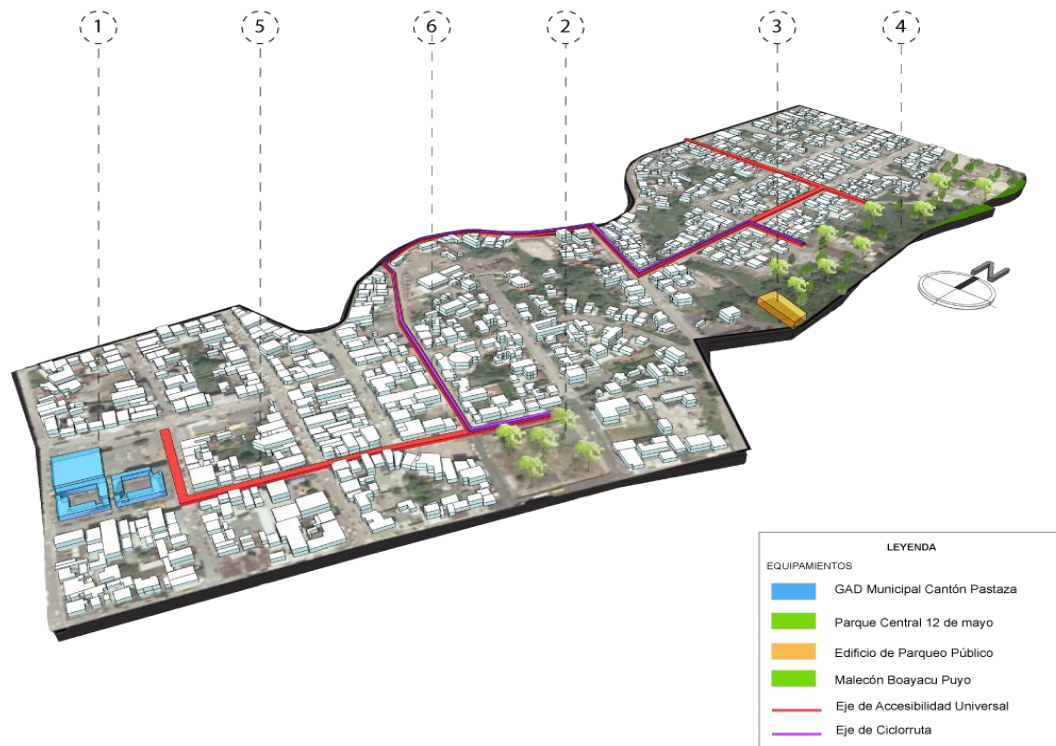 1
5
6
2
3
4
N
LEYENDA
EQUIPAMIENTOS
GAD Municipal Cantón Pastaza
Parque Central 12 de mayo
Edificio de Parqueo Público
Malecón Boayacu Puyo
Eje de Accesibilidad Universal
Eje de Ciclorruta